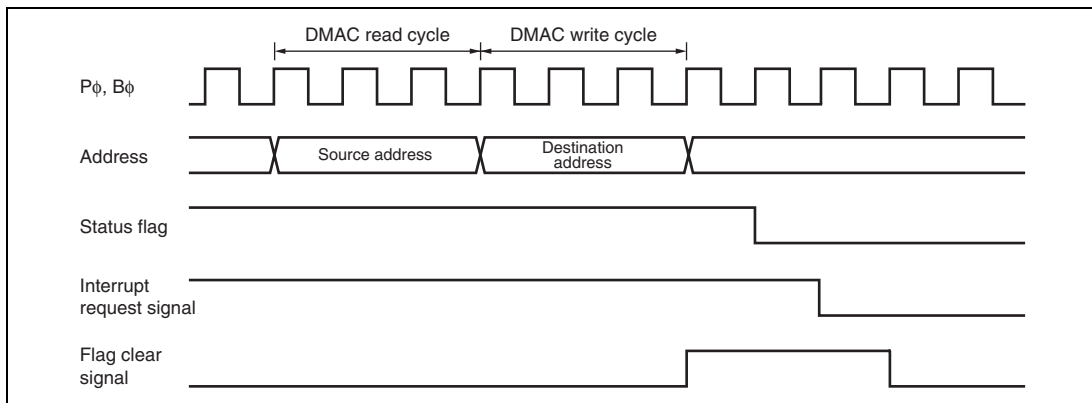 DMAC read cycle DMAC write cycle
Pϕ, Bϕ
Address
Source address
Destination
address
Status flag
Interrupt
request signal
Flag clear
signal